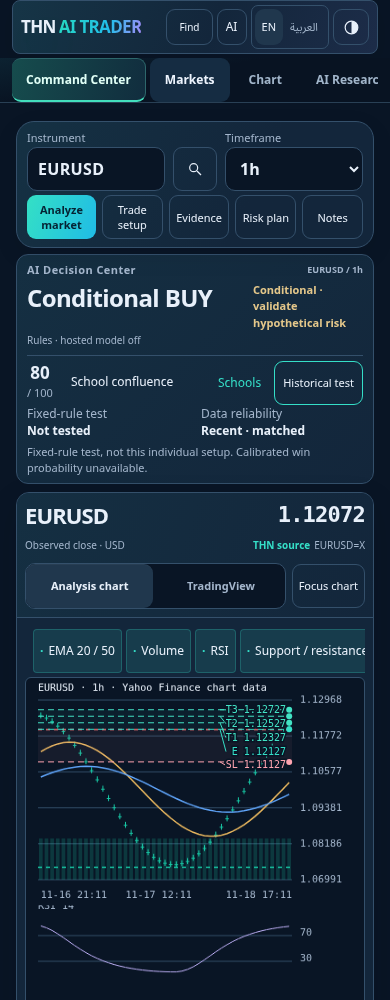 THN AI TRADER
Find
AI
EN
العربية
Command Center
Markets
Chart
AI Researc
Instrument
Timeframe
EURUSD
1h
Analyze market
Trade setup
Evidence
Risk plan
Notes
AI Decision Center
EURUSD / 1h
Conditional BUY
Conditional ·
validate
hypothetical risk
Rules · hosted model off
80
/ 100
School confluence
Schools
Historical test
Fixed-rule test
Data reliability
Not tested
Recent · matched
Fixed-rule test, not this individual setup. Calibrated win
probability unavailable.
EURUSD
1.12072
Observed close · USD
THN source EURUSD=X
Analysis chart
TradingView
Focus chart
· EMA 20 / 50
· Volume
· RSI
· Support / resistance
EURUSD · 1h · Yahoo Finance chart data
1.12968
T3 1.12727
T2 1.12527
T1 1.12327
1.11772
E 1.12127
SL 1.11127
1.10577
1.09381
1.08186
1.06991
11-16 21:11
11-17 12:11
11-18 17:11
RSI 14
70
30